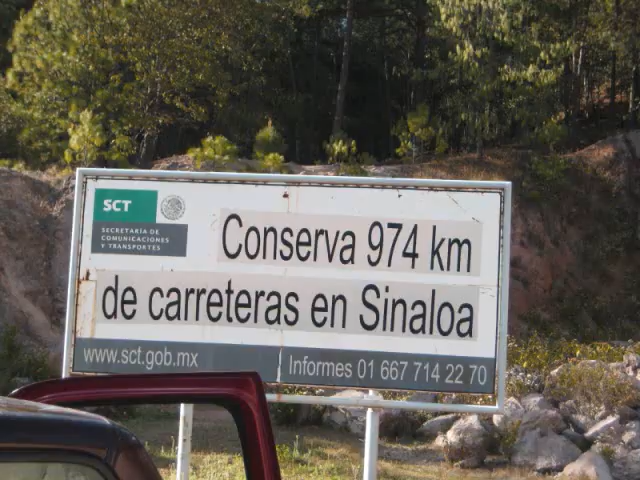 SCT
SECRETARÍA DE
COMUNICACIONES
Y TRANSPORTES
Conserva 974 km
de carreteras en Sinaloa
www.sct.gob.mx
Informes 01 667 714 22 70